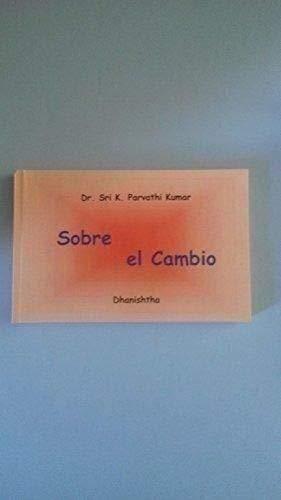 Dr. Sri K. Parvathi Kumar
Sobre
el Cambio
Dhanishtha